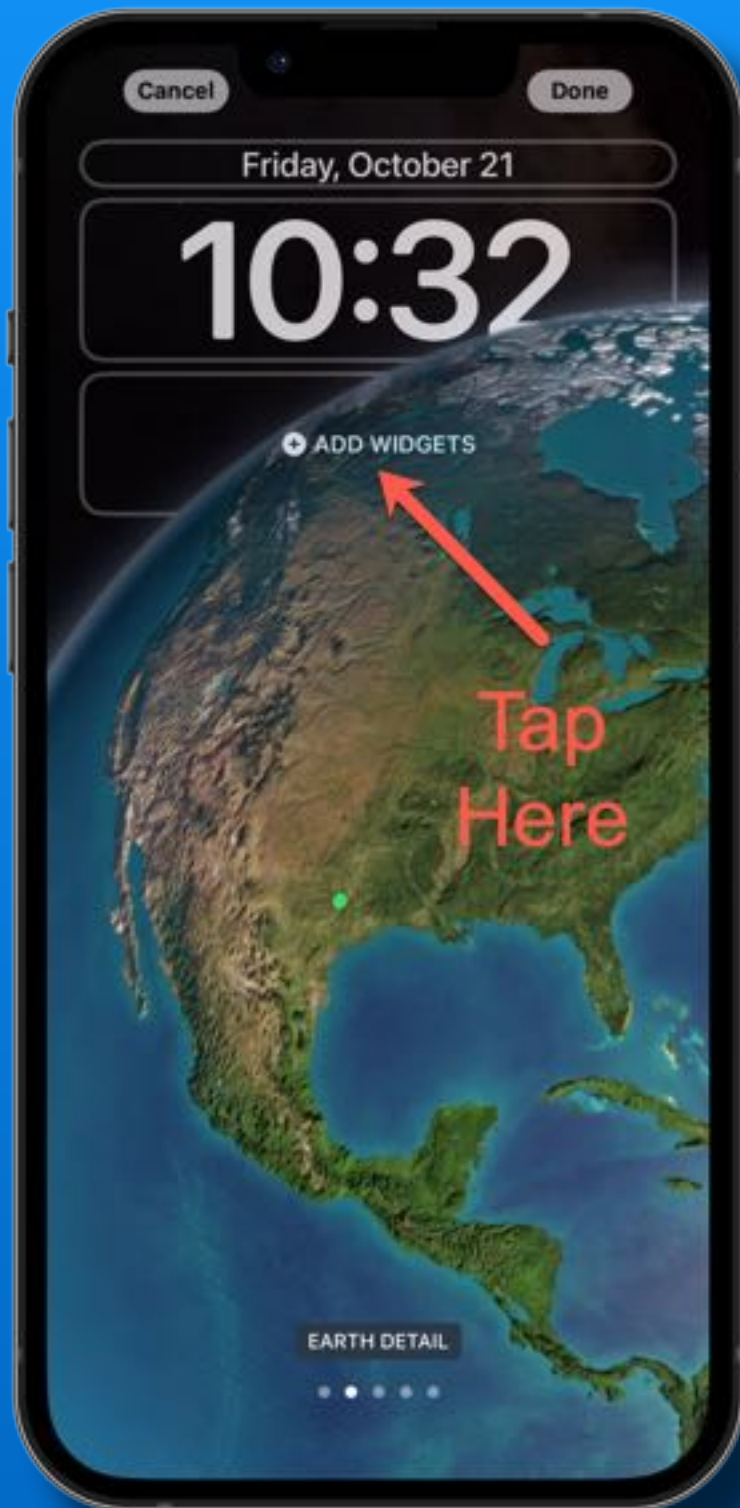 Cancel Done
Friday, October 21
10:32
ADD WIDGETS
Tap
Here
EARTH DETAIL